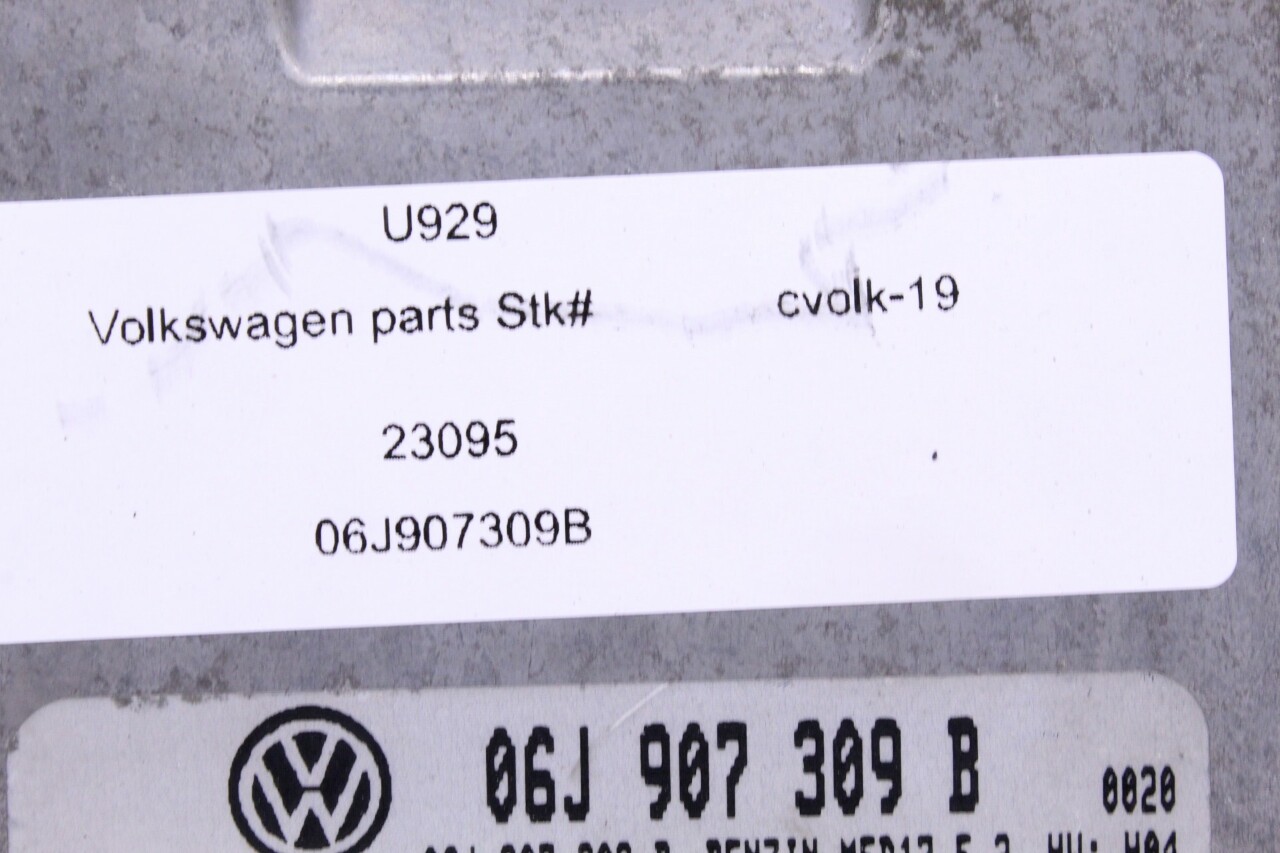 U929
Volkswagen parts Stk# cvolk-19
23095
06J907309B
06J 907 309 B 0020